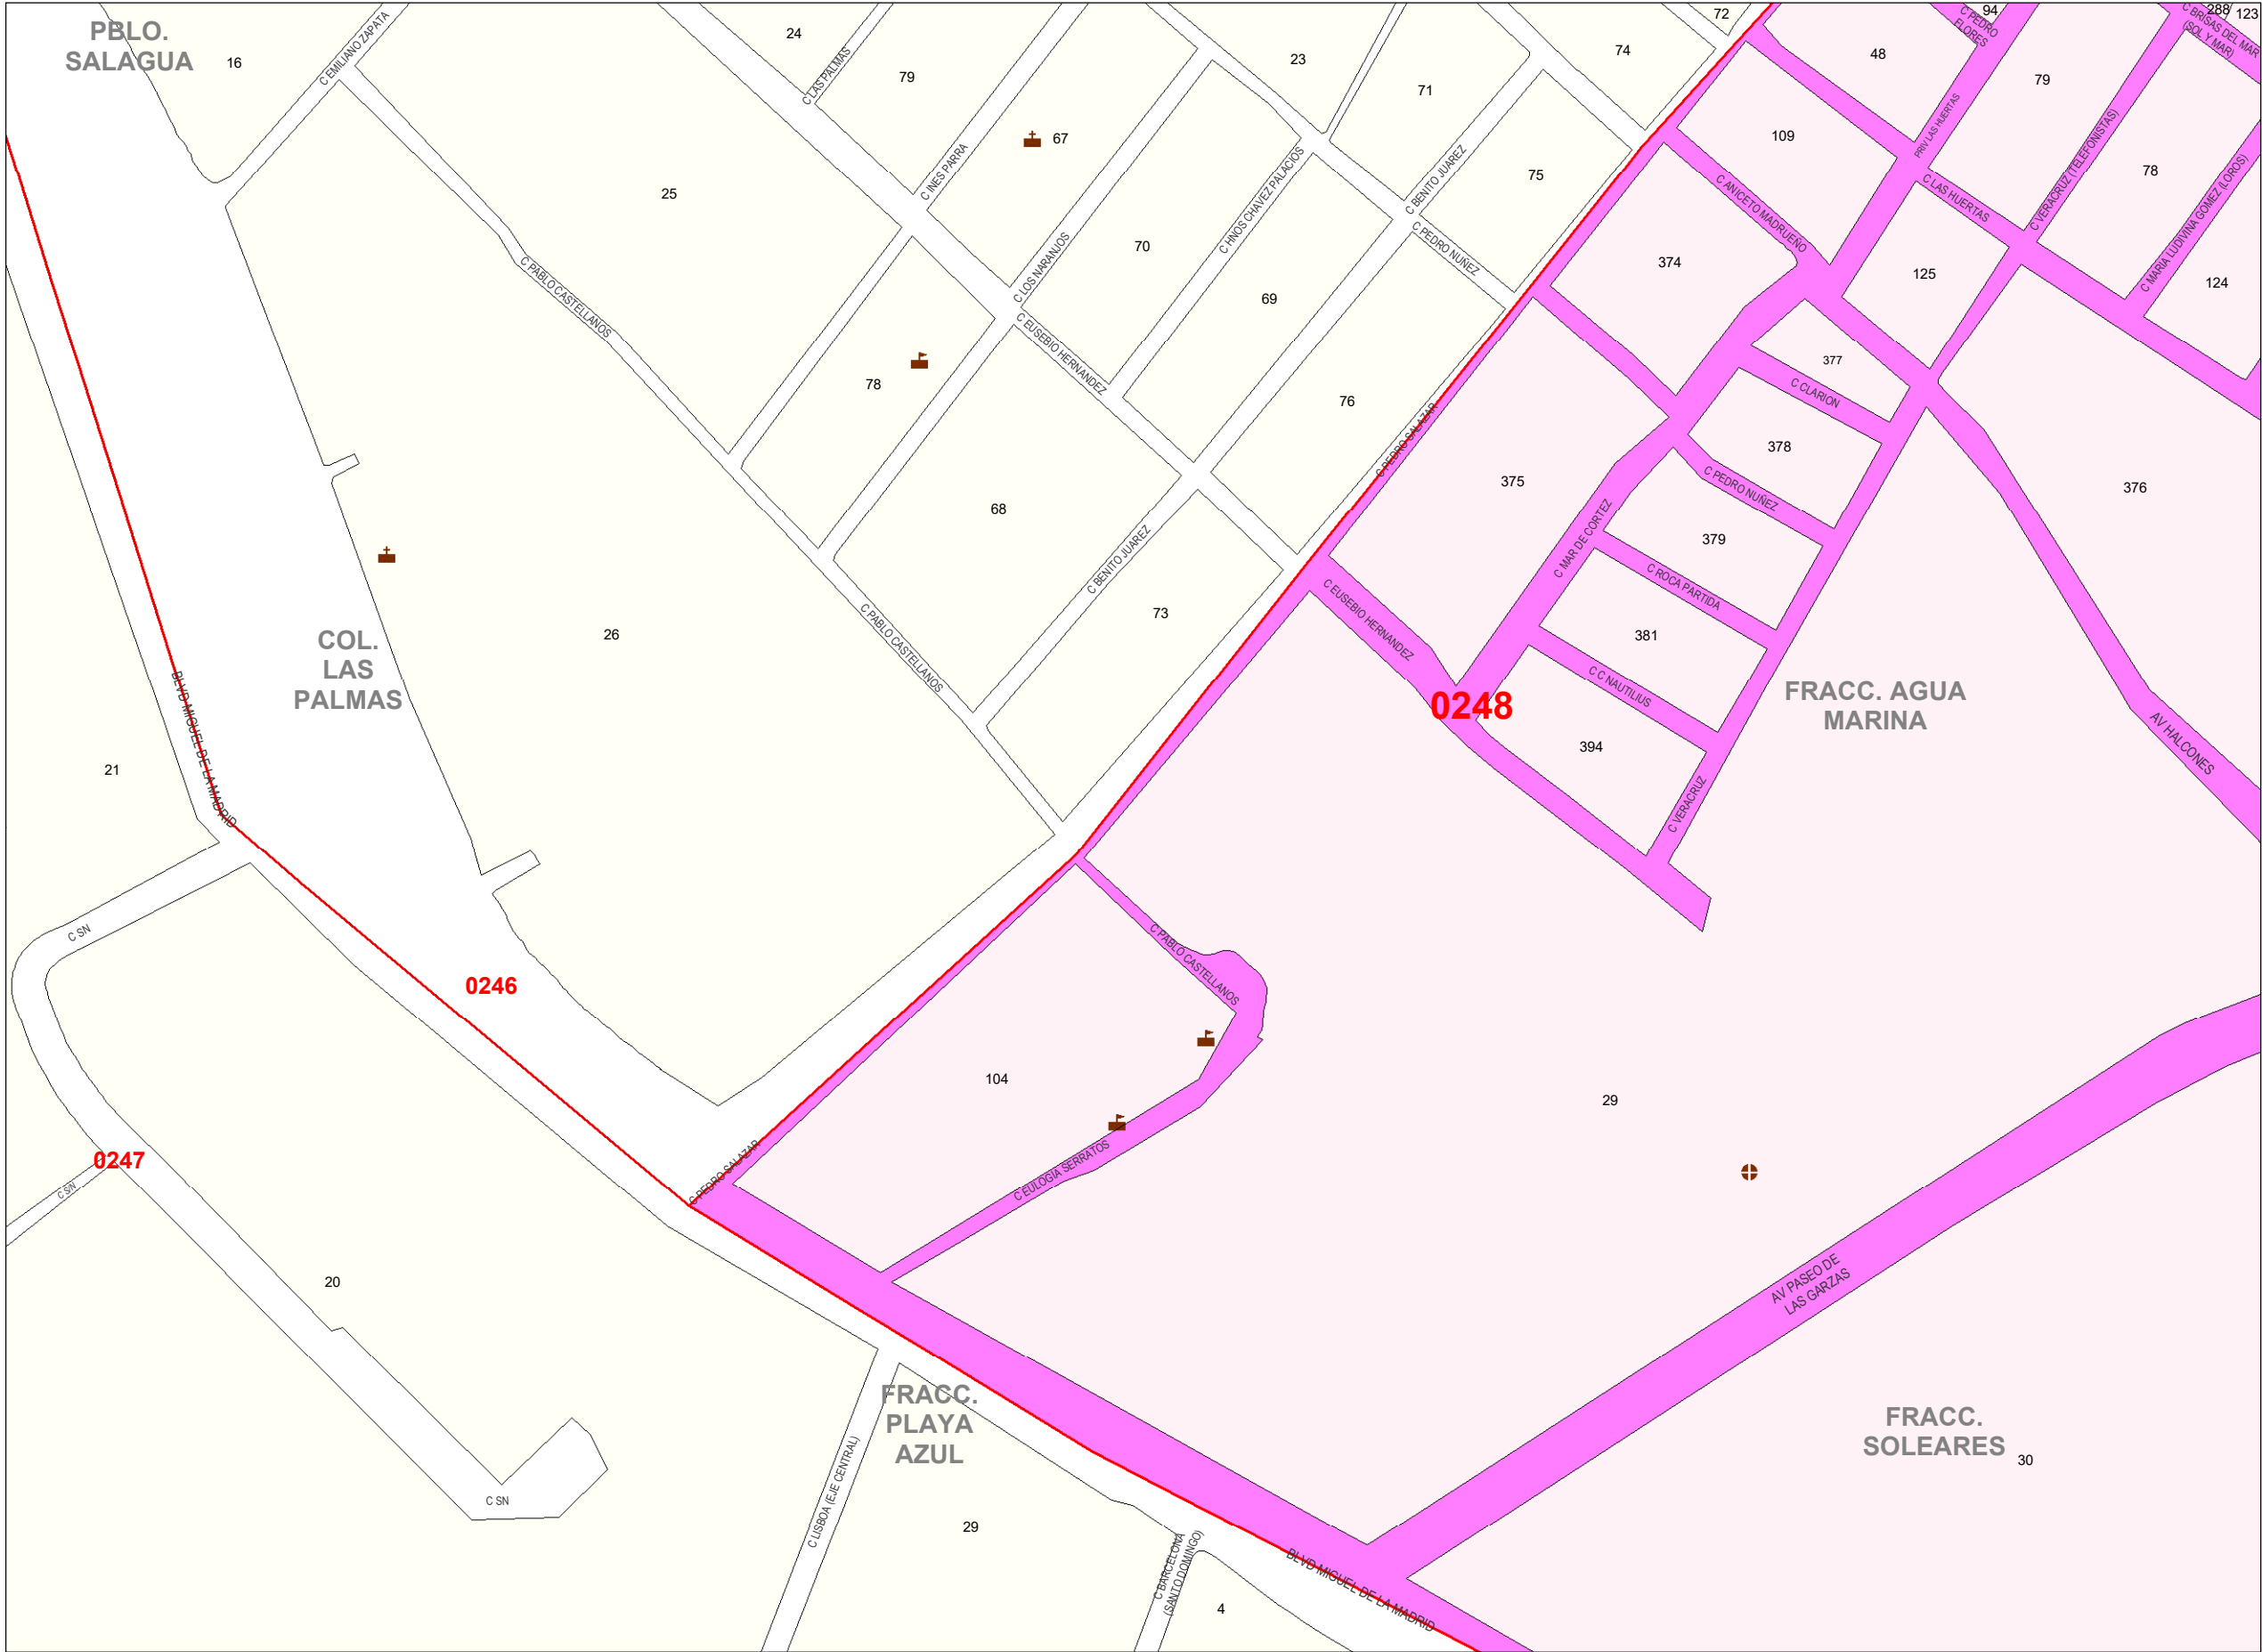 PBLO.
SALAGUA
16
C EMILIANO ZAPATA
24
C LAS PALMAS
79
67
23
71
74
72
48
C PEDRO
FLORES
94
288
123
C BRISAS DEL MAR
(SOL Y MAR)
79
109
PRIV LAS HUERTAS
C VERACRUZ (TELEFONISTAS)
78
25
C INES PARRA
C HNOS CHAVEZ PALACIOS
C BENITO JUAREZ
75
C ANICETO MADRUEÑO
C LAS HUERTAS
C MARIA LUDIVINA GOMEZ (LOROS)
C PABLO CASTELLANOS
C LOS NARANJOS
70
C PEDRO NUÑEZ
374
125
124
69
C EUSEBIO HERNANDEZ
78
76
377
C CLARION
C PEDRO SALAZAR
378
68
375
C PEDRO NUÑEZ
376
C MAR DE CORTEZ
379
C BENITO JUAREZ
C ROCA PARTIDA
C EUSEBIO HERNANDEZ
73
C PABLO CASTELLANOS
26
381
COL.
LAS
PALMAS
C C NAUTILIUS
0248
FRACC. AGUA
MARINA
BLVD MIGUEL DE LA MADRID
394
AV HALCONES
21
C VERACRUZ
C SN
C PABLO CASTELLANOS
0246
104
29
0247
C SN
C PEDRO SALAZAR
C EULOGIA SERRATOS
20
AV PASEO DE
LAS GARZAS
FRACC.
PLAYA
AZUL
FRACC.
SOLEARES
30
C SN
C LISBOA (EJE CENTRAL)
29
C BARCELONA
(SANTO DOMINGO)
4
BLVD MIGUEL DE LA MADRID